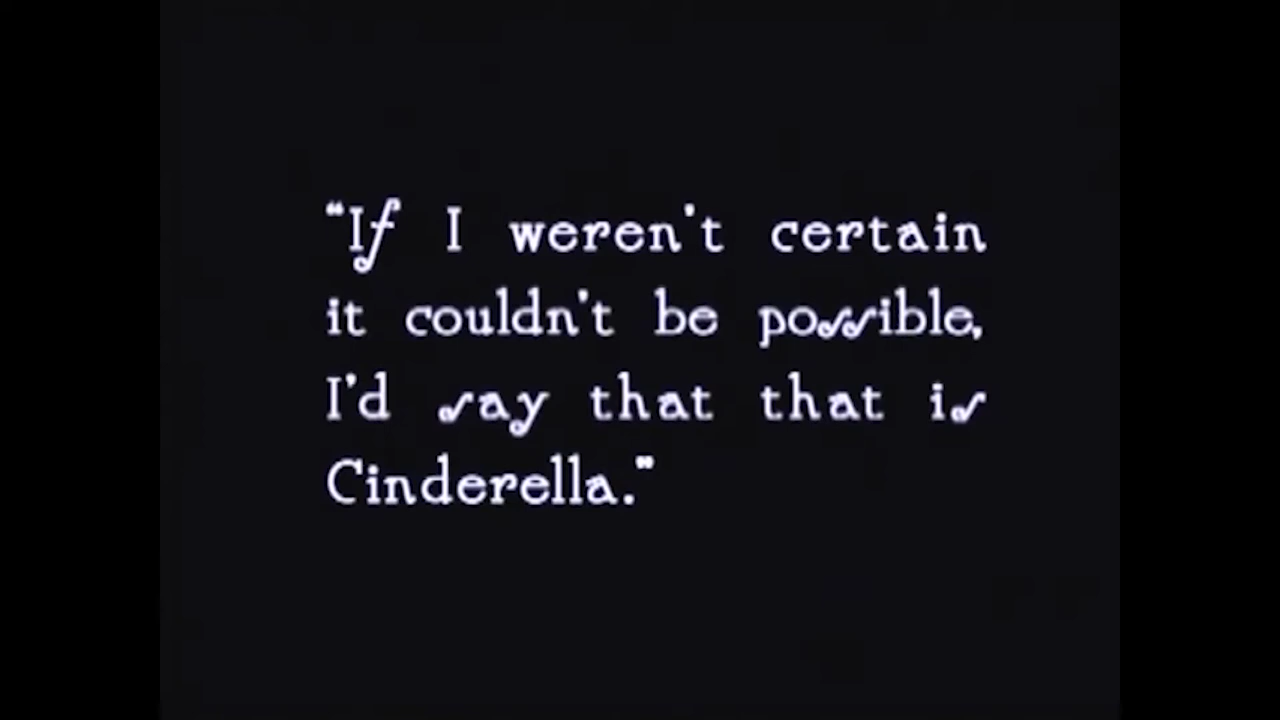 “If I weren't certain
it couldn't be possible,
I'd say that that is
Cinderella.”